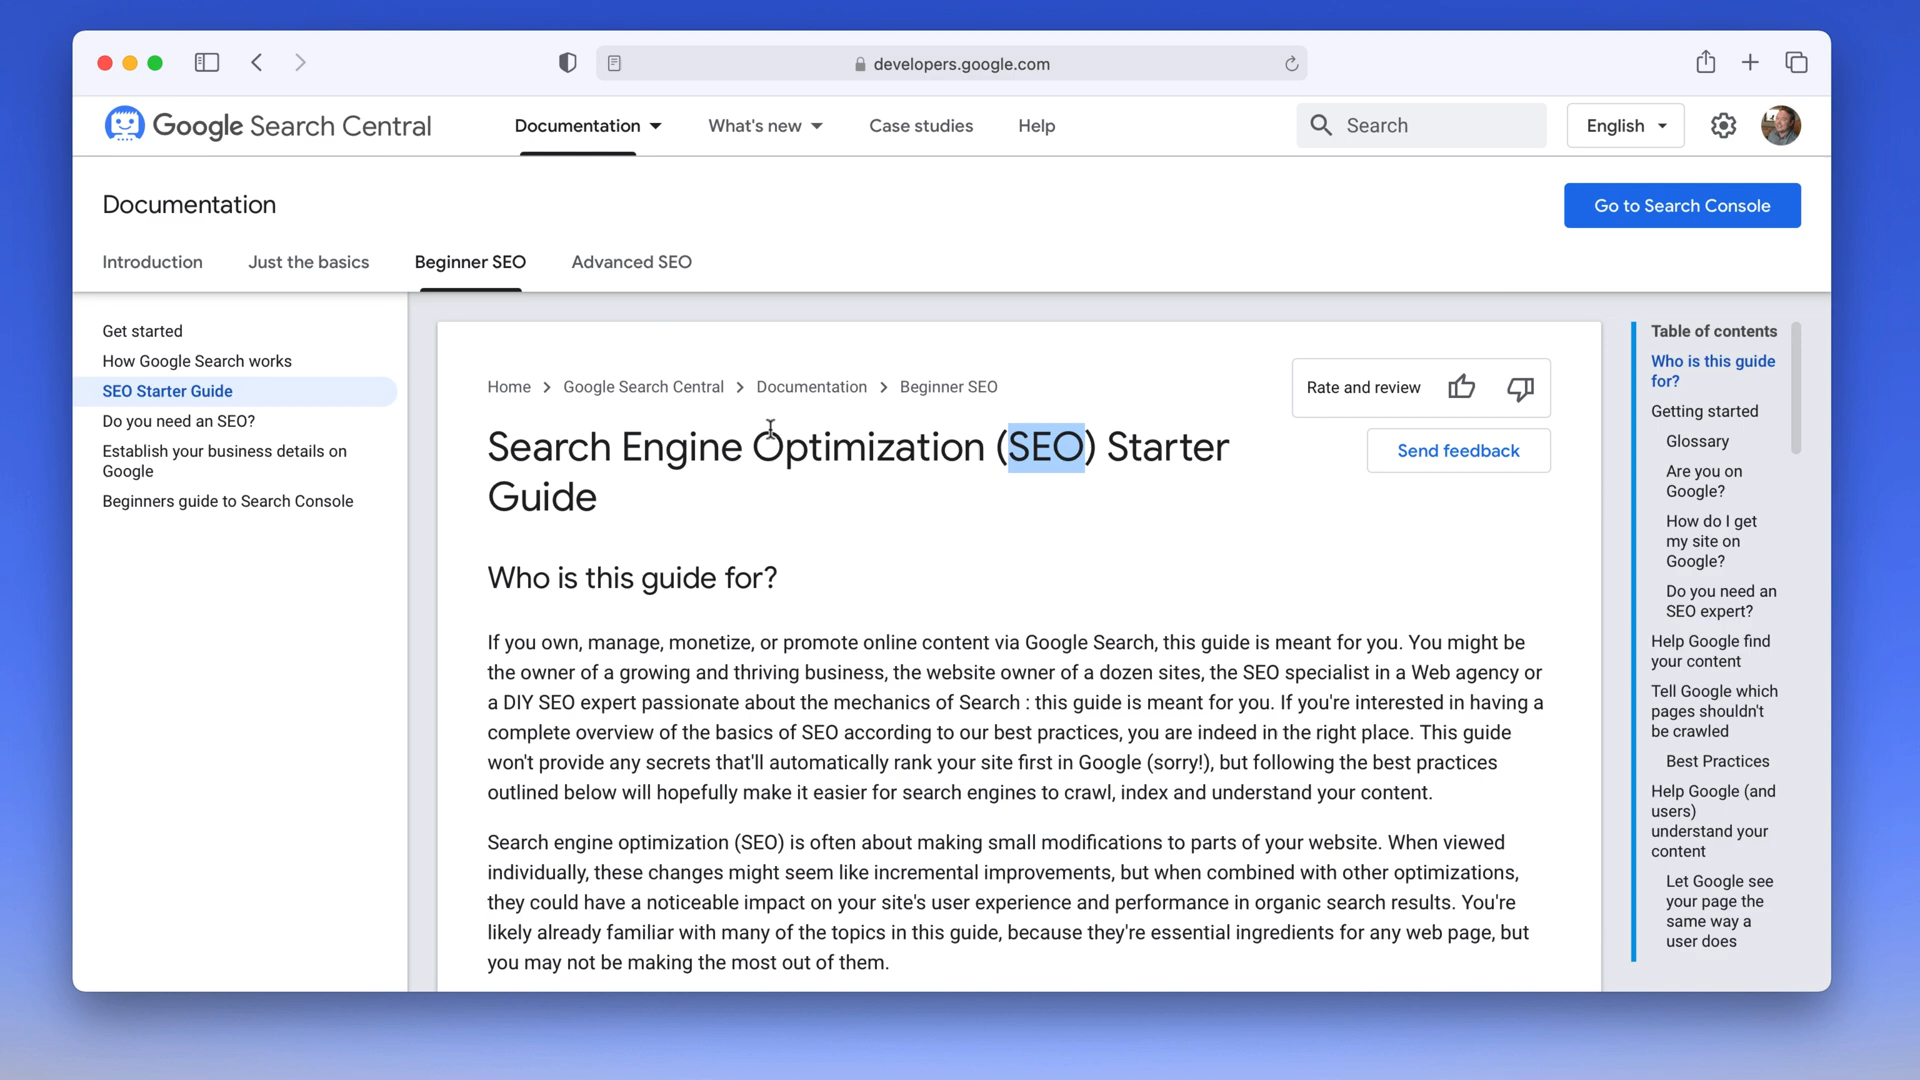 developers.google.com
Google Search Central
Documentation
What's new
Case studies
Help
Search
English
Documentation
Go to Search Console
Introduction
Just the basics
Beginner SEO
Advanced SEO
Get started
How Google Search works
SEO Starter Guide
Do you need an SEO?
Establish your business details on
Google
Beginners guide to Search Console
Home > Google Search Central > Documentation > Beginner SEO
Rate and review
Send feedback
Search Engine Optimization (SEO) Starter
Guide
Who is this guide for?
If you own, manage, monetize, or promote online content via Google Search, this guide is meant for you. You might be
the owner of a growing and thriving business, the website owner of a dozen sites, the SEO specialist in a Web agency or
a DIY SEO expert passionate about the mechanics of Search : this guide is meant for you. If you're interested in having a
complete overview of the basics of SEO according to our best practices, you are indeed in the right place. This guide
won't provide any secrets that'll automatically rank your site first in Google (sorry!), but following the best practices
outlined below will hopefully make it easier for search engines to crawl, index and understand your content.
Search engine optimization (SEO) is often about making small modifications to parts of your website. When viewed
individually, these changes might seem like incremental improvements, but when combined with other optimizations,
they could have a noticeable impact on your site's user experience and performance in organic search results. You're
likely already familiar with many of the topics in this guide, because they're essential ingredients for any web page, but
you may not be making the most out of them.
Table of contents
Who is this guide
for?
Getting started
Glossary
Are you on
Google?
How do I get
my site on
Google?
Do you need an
SEO expert?
Help Google find
your content
Tell Google which
pages shouldn't
be crawled
Best Practices
Help Google (and
users)
understand your
content
Let Google see
your page the
same way a
user does